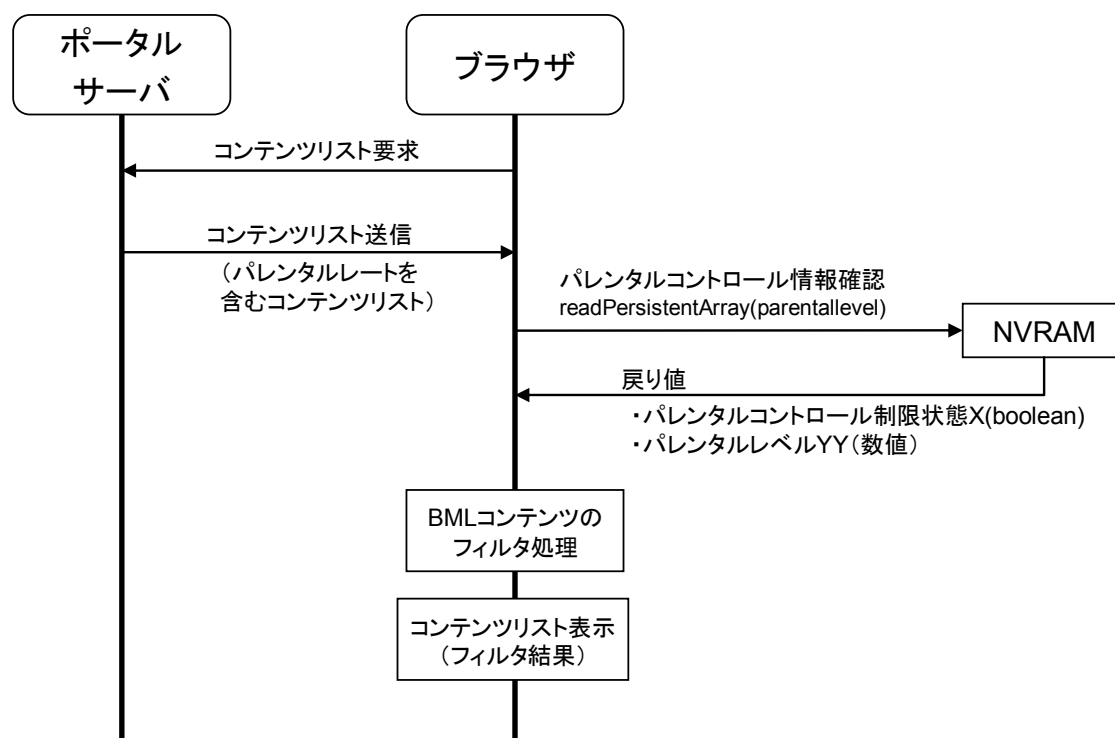 ポータル
サーバ
ブラウザ
コンテンツリスト要求
コンテンツリスト送信
（パレンタルレートを
含むコンテンツリスト）
パレンタルコントロール情報確認
readPersistentArray(parentallevel)
NVRAM
戻り値
・パレンタルコントロール制限状態X(boolean)
・パレンタルレベルYY（数値）
BMLコンテンツの
フィルタ処理
コンテンツリスト表示
（フィルタ結果）